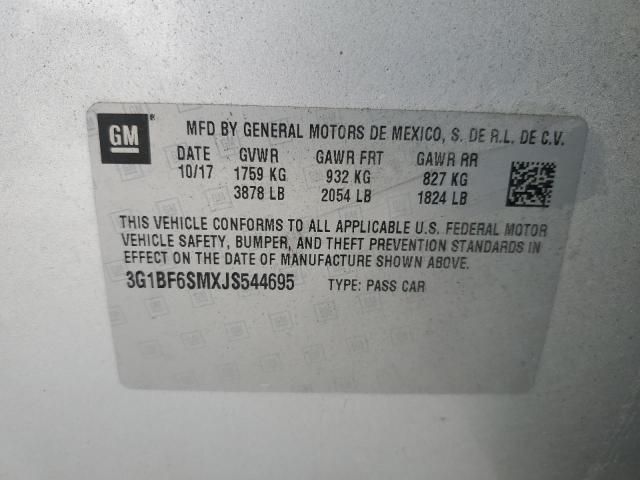 GM®
MFD BY GENERAL MOTORS DE MEXICO, S. DE R.L. DE C.V.
DATE GVWR GAWR FRT GAWR RR
10/17 1759 KG 932 KG 827 KG
3878 LB 2054 LB 1824 LB
THIS VEHICLE CONFORMS TO ALL APPLICABLE U.S. FEDERAL MOTOR
VEHICLE SAFETY, BUMPER, AND THEFT PREVENTION STANDARDS IN
EFFECT ON THE DATE OF MANUFACTURE SHOWN ABOVE.
3G1BF6SMXJS544695 TYPE: PASS CAR